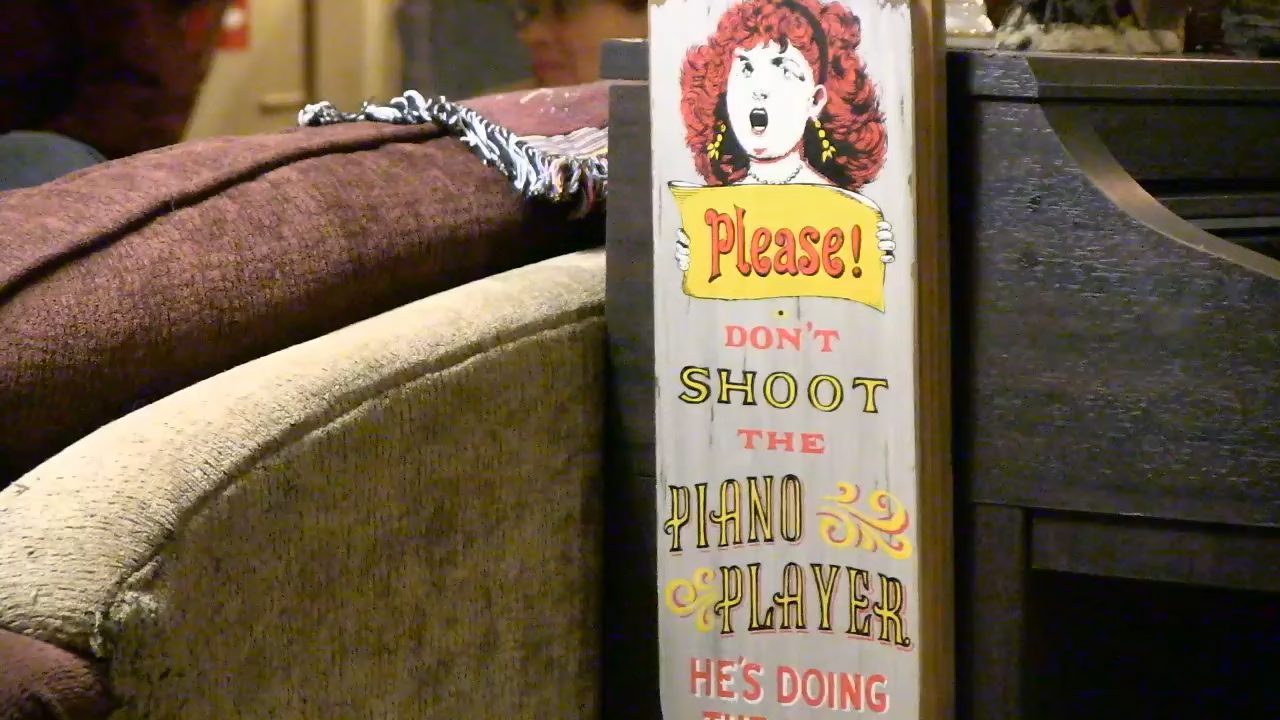 Please!
DON'T
SHOOT
THE
PIANO
PLAYER
HE'S DOING